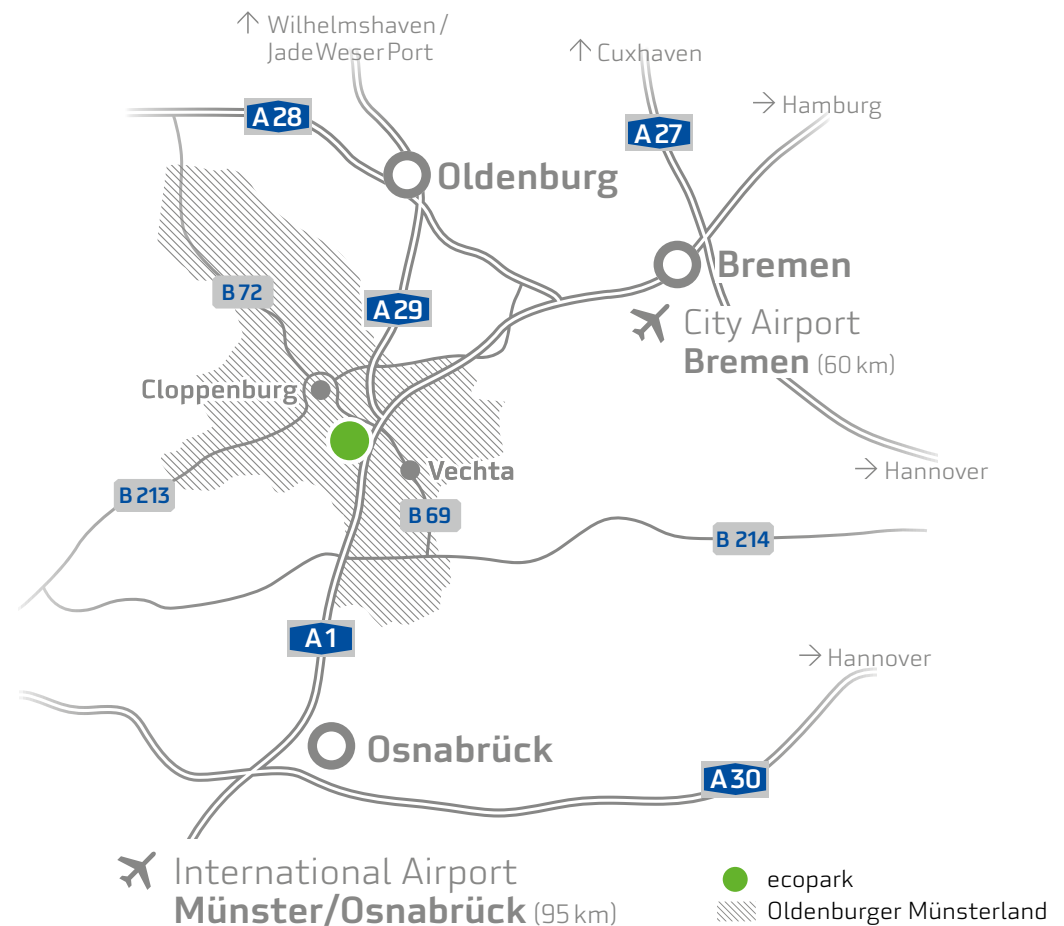 ↑ Wilhelmshaven/
JadeWeserPort
↑ Cuxhaven
→ Hamburg
A 28
A 27
Oldenburg
Bremen
B 72
A 29
City Airport
Bremen (60 km)
Cloppenburg
Vechta
→ Hannover
B 213
B 69
B 214
A 1
→ Hannover
Osnabrück
A 30
International Airport
Münster/Osnabrück (95 km)
ecopark
Oldenburger Münsterland